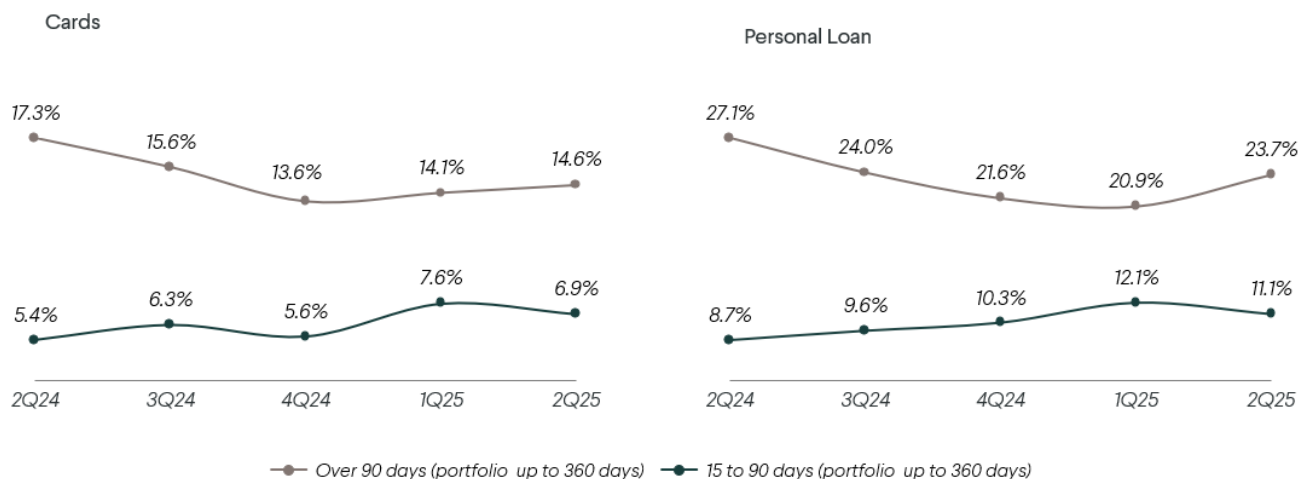 Cards
Personal Loan
17.3%
15.6%
13.6%
14.1%
14.6%
5.4%
6.3%
5.6%
7.6%
6.9%
2Q24
3Q24
4Q24
1Q25
2Q25
27.1%
24.0%
21.6%
20.9%
23.7%
8.7%
9.6%
10.3%
12.1%
11.1%
2Q24
3Q24
4Q24
1Q25
2Q25
Over 90 days (portfolio up to 360 days)
15 to 90 days (portfolio up to 360 days)